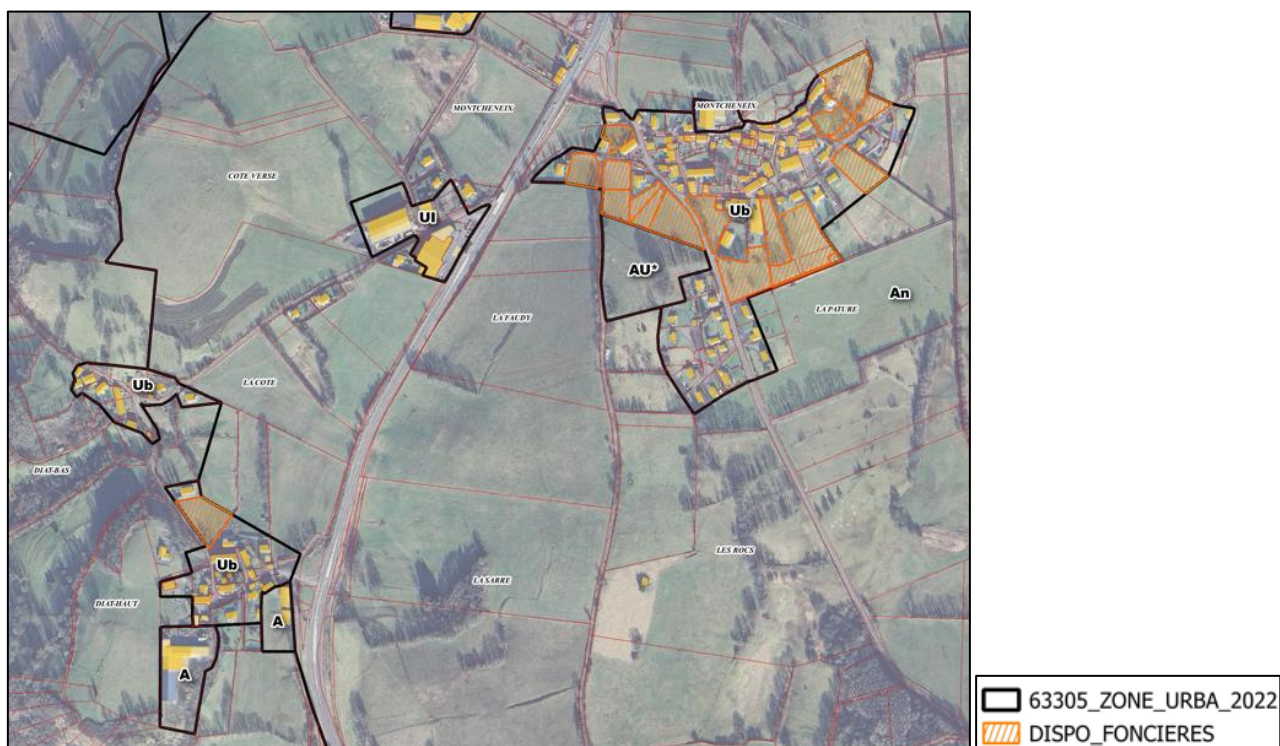 MONTCHENEIX
MONTCHENEIX
COTE VERSE
UI
Ub
AU*
An
LA PATURE
LA FAUDY
Ub
LA COTE
DIAT-BAS
LES ROCS
Ub
LA SARRE
DIAT-HAUT
A
A
63305_ZONE_URBA_2022
DISPO_FONCIERES